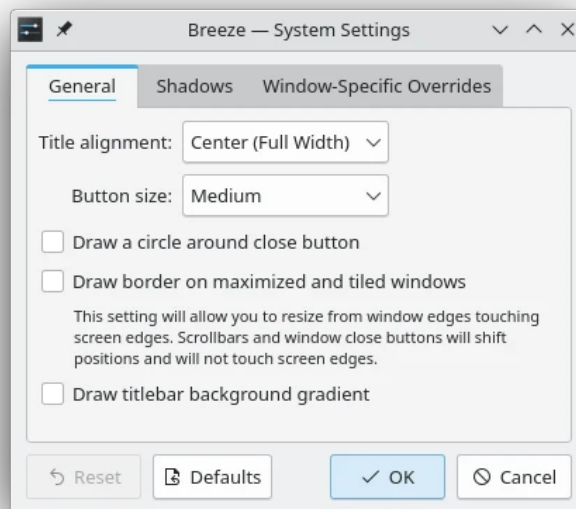 Breeze — System Settings
General
Shadows
Window-Specific Overrides
Title alignment:
Center (Full Width)
Button size:
Medium
Draw a circle around close button
Draw border on maximized and tiled windows
This setting will allow you to resize from window edges touching
screen edges. Scrollbars and window close buttons will shift
positions and will not touch screen edges.
Draw titlebar background gradient
Reset
Defaults
OK
Cancel